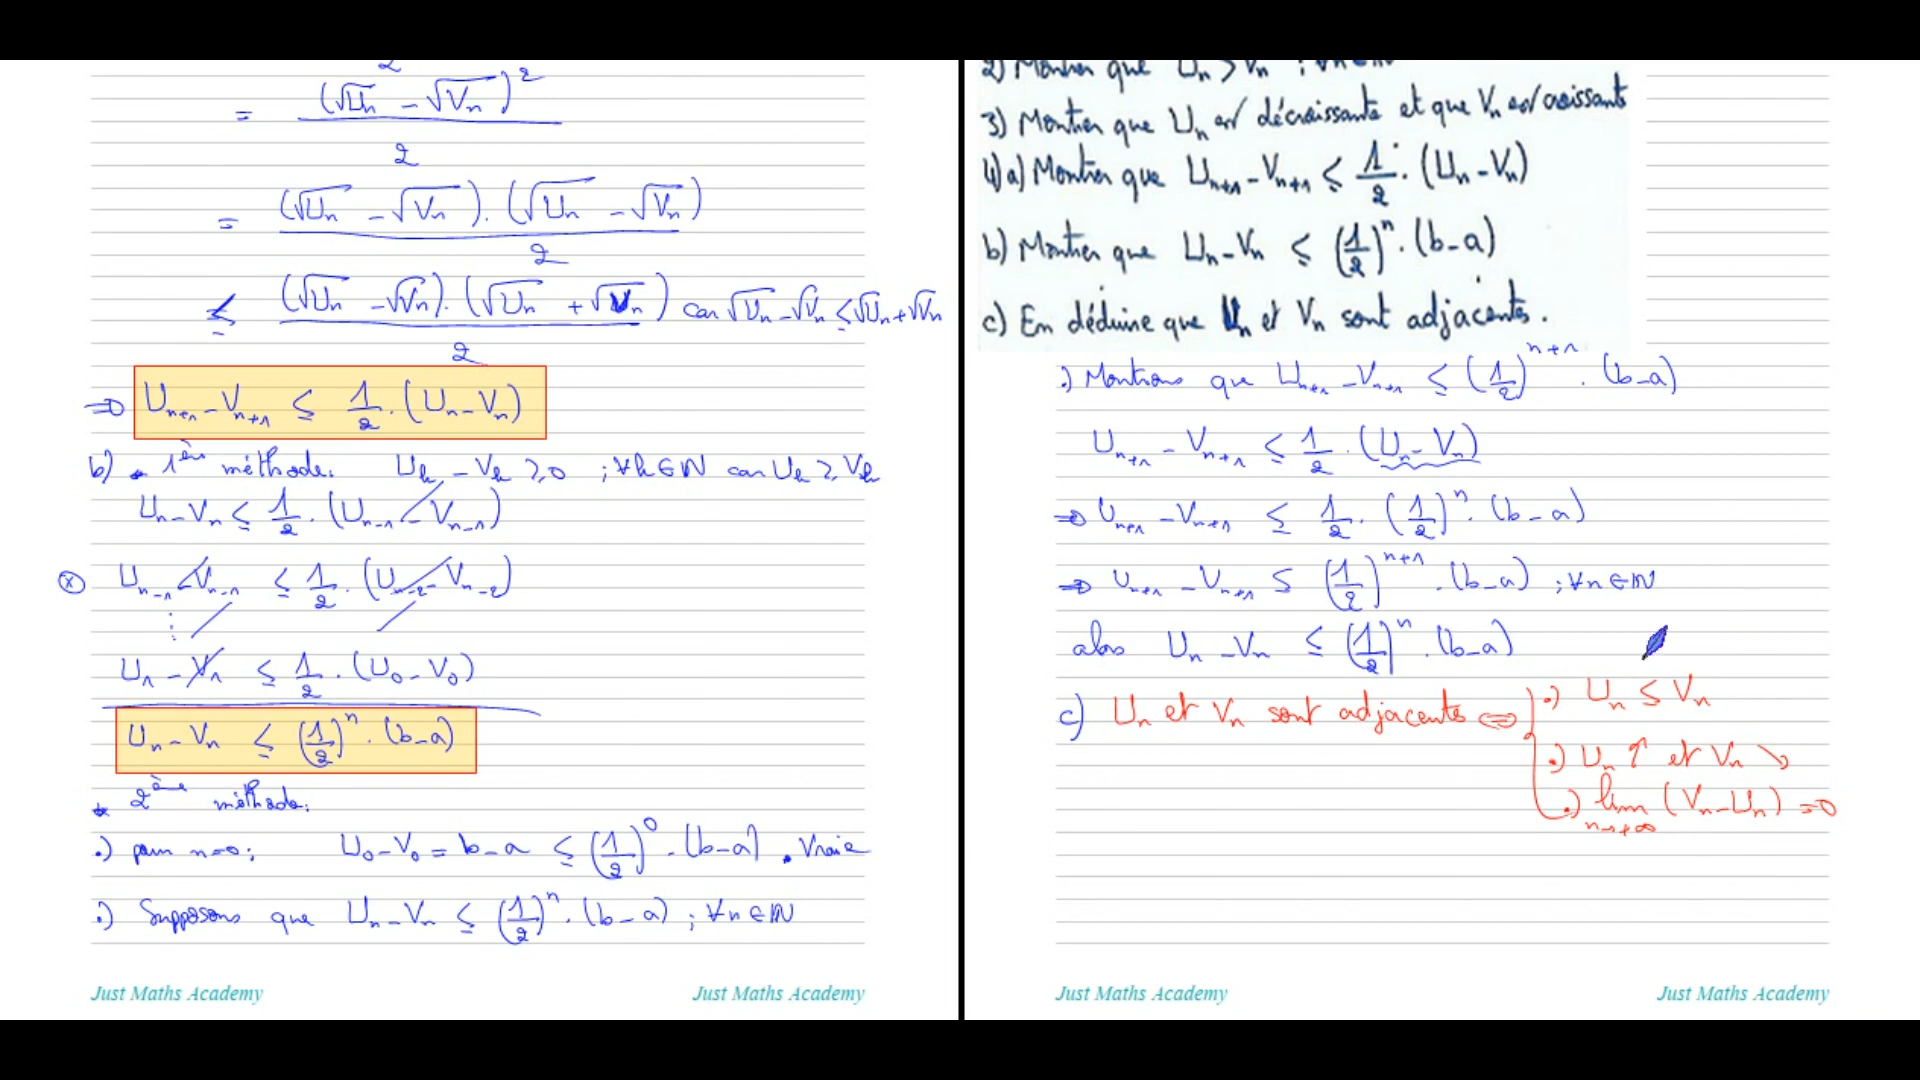 2
= (√Un - √Vn)² / 2
= (√Un - √Vn).(√Un - √Vn) / 2
≤ (√Un - √Vn).(√Un + √Vn) / 2 car √Un - √Vn ≤ √Un + √Vn
=> Un+1 - Vn+1 ≤ 1/2 . (Un - Vn)
b) * 1ère méthode: Uk - Vk ≥ 0 ; ∀k∈ℕ car Uk ≥ Vk
Un - Vn ≤ 1/2 . (Un-1 - Vn-1)
(x) Un-1 - Vn-1 ≤ 1/2 . (Un-2 - Vn-2)
⋮
U1 - V1 ≤ 1/2 . (U0 - V0)
Un - Vn ≤ (1/2)ⁿ . (b-a)
* 2ème méthode:
.) pour n=0: U0 - V0 = b-a ≤ (1/2)⁰ . (b-a) . Vraie
.) Supposons que Un - Vn ≤ (1/2)ⁿ . (b-a) ; ∀n∈ℕ
Just Maths Academy Just Maths Academy
2) Montrer que Un > Vn ; ∀n∈ℕ
3) Montrer que Un est décroissante et que Vn est croissante
4) a) Montrer que Un+1 - Vn+1 ≤ 1/2 . (Un - Vn)
b) Montrer que Un - Vn ≤ (1/2)ⁿ . (b-a)
c) En déduire que Un et Vn sont adjacentes.
.) Montrons que Un+1 - Vn+1 ≤ (1/2)ⁿ⁺¹ . (b-a)
Un+1 - Vn+1 ≤ 1/2 . (Un - Vn)
=> Un+1 - Vn+1 ≤ 1/2 . (1/2)ⁿ . (b-a)
=> Un+1 - Vn+1 ≤ (1/2)ⁿ⁺¹ . (b-a) ; ∀n∈ℕ
alors Un - Vn ≤ (1/2)ⁿ . (b-a)
c) Un et Vn sont adjacentes <=> { .) Un ≤ Vn
.) Un ↑ et Vn ↘
.) lim n→+∞ (Vn - Un) = 0
Just Maths Academy Just Maths Academy